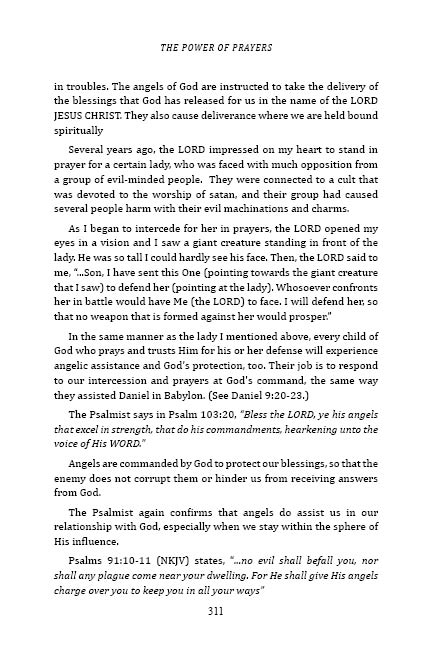 THE POWER OF PRAYERS
in troubles. The angels of God are instructed to take the delivery of
the blessings that God has released for us in the name of the LORD
JESUS CHRIST. They also cause deliverance where we are held bound
spiritually
Several years ago, the LORD impressed on my heart to stand in
prayer for a certain lady, who was faced with much opposition from
a group of evil-minded people. They were connected to a cult that
was devoted to the worship of satan, and their group had caused
several people harm with their evil machinations and charms.
As I began to intercede for her in prayers, the LORD opened my
eyes in a vision and I saw a giant creature standing in front of the
lady. He was so tall I could hardly see his face. Then, the LORD said to
me, “...Son, I have sent this One (pointing towards the giant creature
that I saw) to defend her (pointing at the lady). Whosoever confronts
her in battle would have Me (the LORD) to face. I will defend her, so
that no weapon that is formed against her would prosper.”
In the same manner as the lady I mentioned above, every child of
God who prays and trusts Him for his or her defense will experience
angelic assistance and God’s protection, too. Their job is to respond
to our intercession and prayers at God's command, the same way
they assisted Daniel in Babylon. (See Daniel 9:20-23.)
The Psalmist says in Psalm 103:20, “Bless the LORD, ye his angels
that excel in strength, that do his commandments, hearkening unto the
voice of His WORD.”
Angels are commanded by God to protect our blessings, so that the
enemy does not corrupt them or hinder us from receiving answers
from God.
The Psalmist again confirms that angels do assist us in our
relationship with God, especially when we stay within the sphere of
His influence.
Psalms 91:10-11 (NKJV) states, “...no evil shall befall you, nor
shall any plague come near your dwelling. For He shall give His angels
charge over you to keep you in all your ways”
311